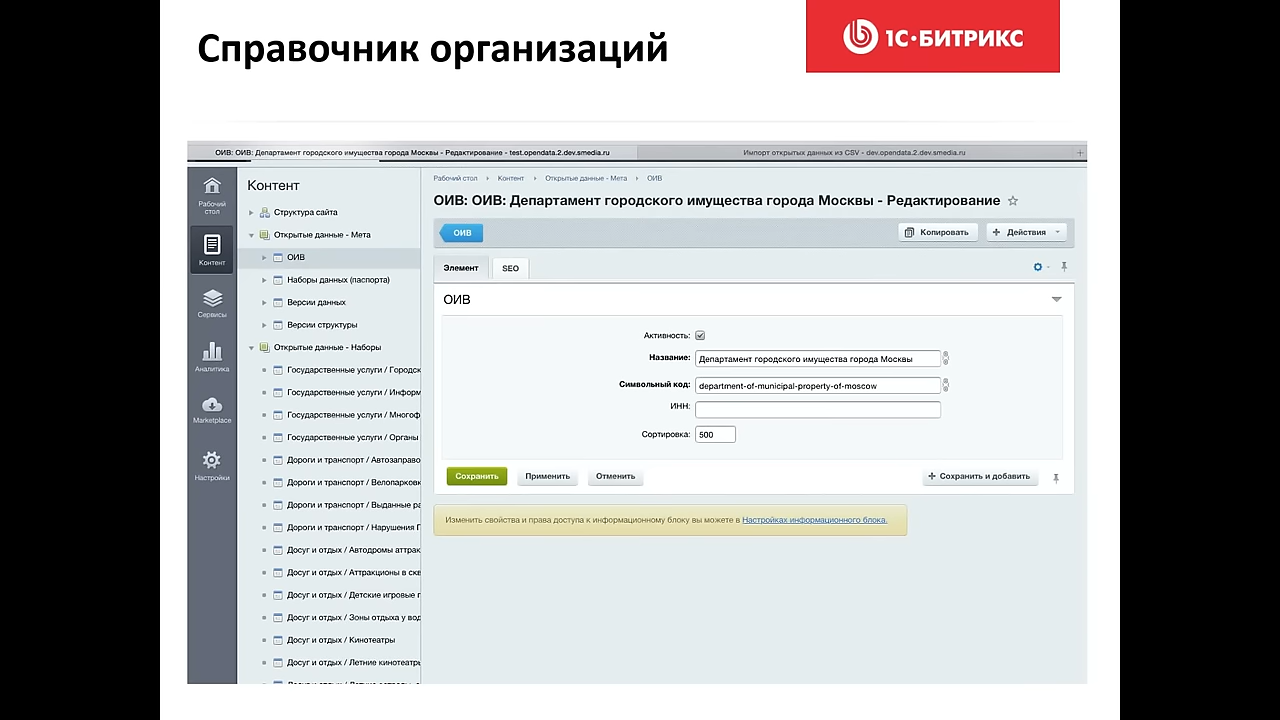 Справочник организаций
1С·БИТРИКС
ОИВ: ОИВ: Департамент городского имущества города Москвы - Редактирование - test.opendata.2.dev.smedia.ru
Импорт открытых данных из CSV - dev.opendata.2.dev.smedia.ru
Рабочий стол
Контент
Сервисы
Аналитика
Marketplace
Настройки
Контент
Структура сайта
Открытые данные - Мета
ОИВ
Наборы данных (паспорта)
Версии данных
Версии структуры
Открытые данные - Наборы
Государственные услуги / Городск
Государственные услуги / Информ
Государственные услуги / Многоф
Государственные услуги / Органы
Дороги и транспорт / Автозаправо
Дороги и транспорт / Велопарковк
Дороги и транспорт / Выданные ра
Дороги и транспорт / Нарушения П
Досуг и отдых / Автодромы аттрак
Досуг и отдых / Аттракционы в скв
Досуг и отдых / Детские игровые п
Досуг и отдых / Зоны отдыха у вод
Досуг и отдых / Кинотеатры
Досуг и отдых / Летние кинотеатры
Рабочий стол Контент Открытые данные - Мета ОИВ
ОИВ: ОИВ: Департамент городского имущества города Москвы - Редактирование
ОИВ
Копировать
Действия
Элемент
SEO
ОИВ
Активность:
Название: Департамент городского имущества города Москвы
Символьный код: department-of-municipal-property-of-moscow
ИНН:
Сортировка: 500
Сохранить
Применить
Отменить
+ Сохранить и добавить
Изменить свойства и права доступа к информационному блоку вы можете в Настройках информационного блока.